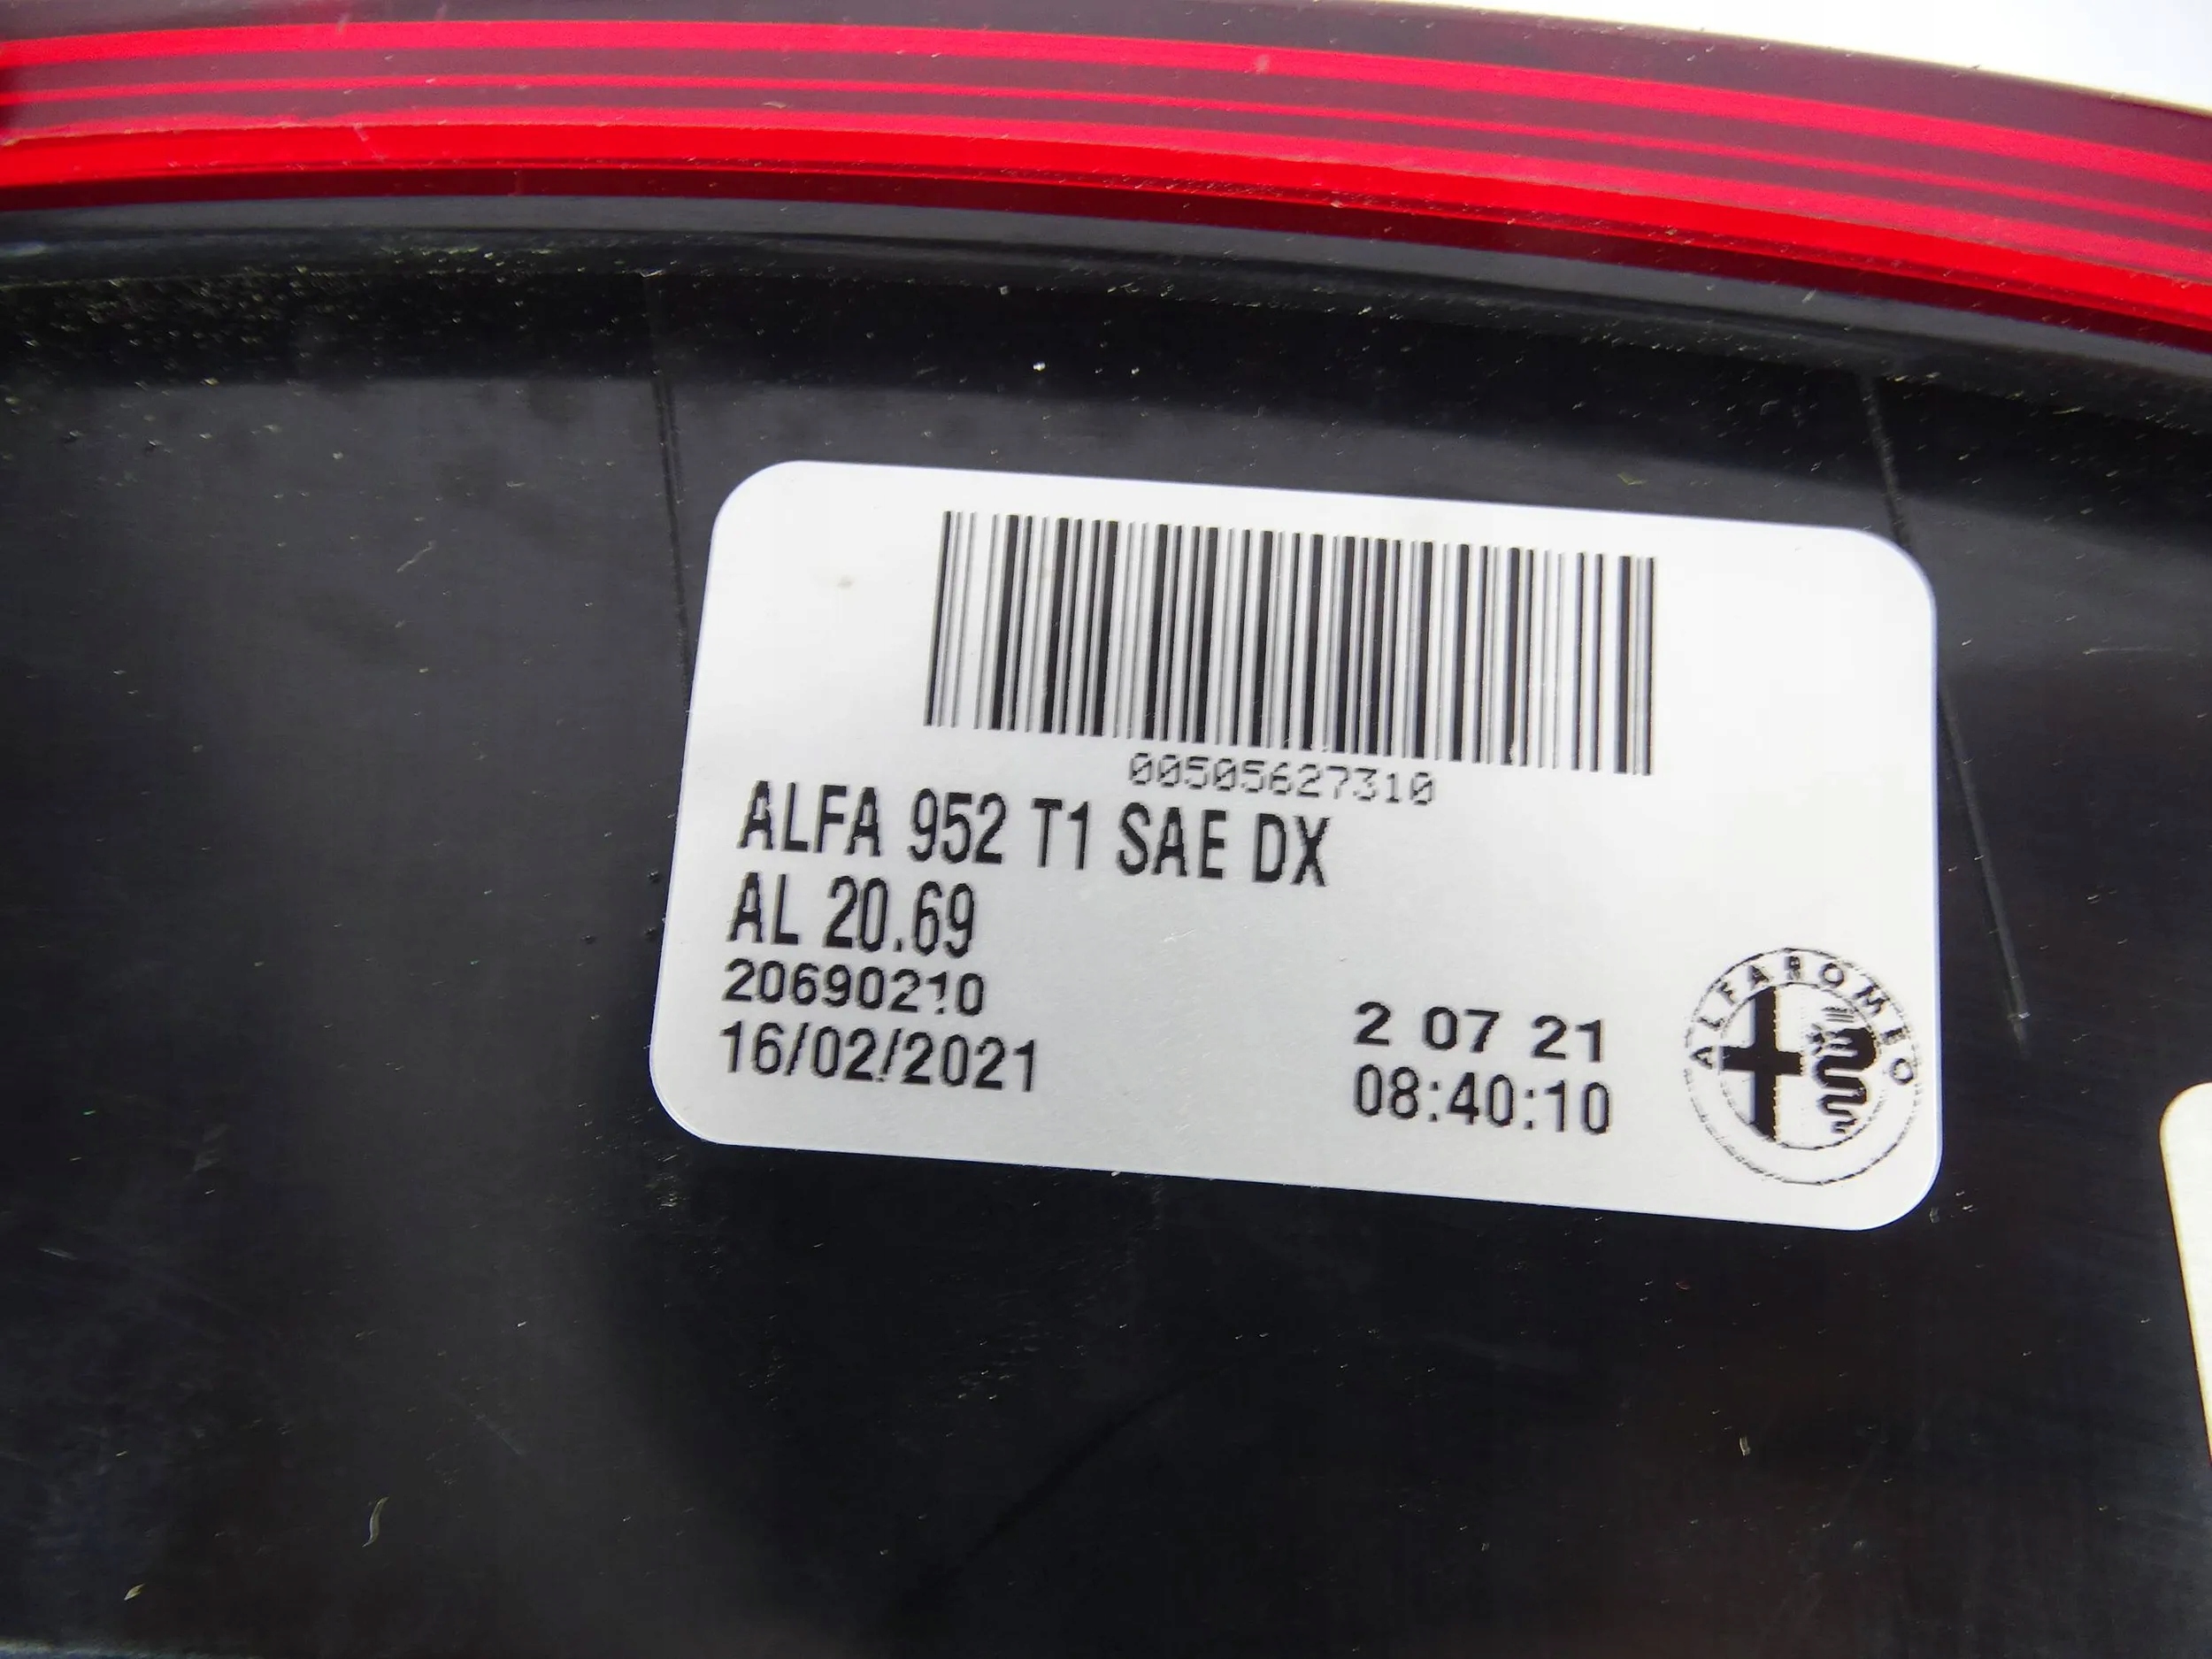 00505627310
ALFA 952 T1 SAE DX
AL 20.69
20690210
16/02/2021
2 07 21
08:40:10
ALFA ROMEO